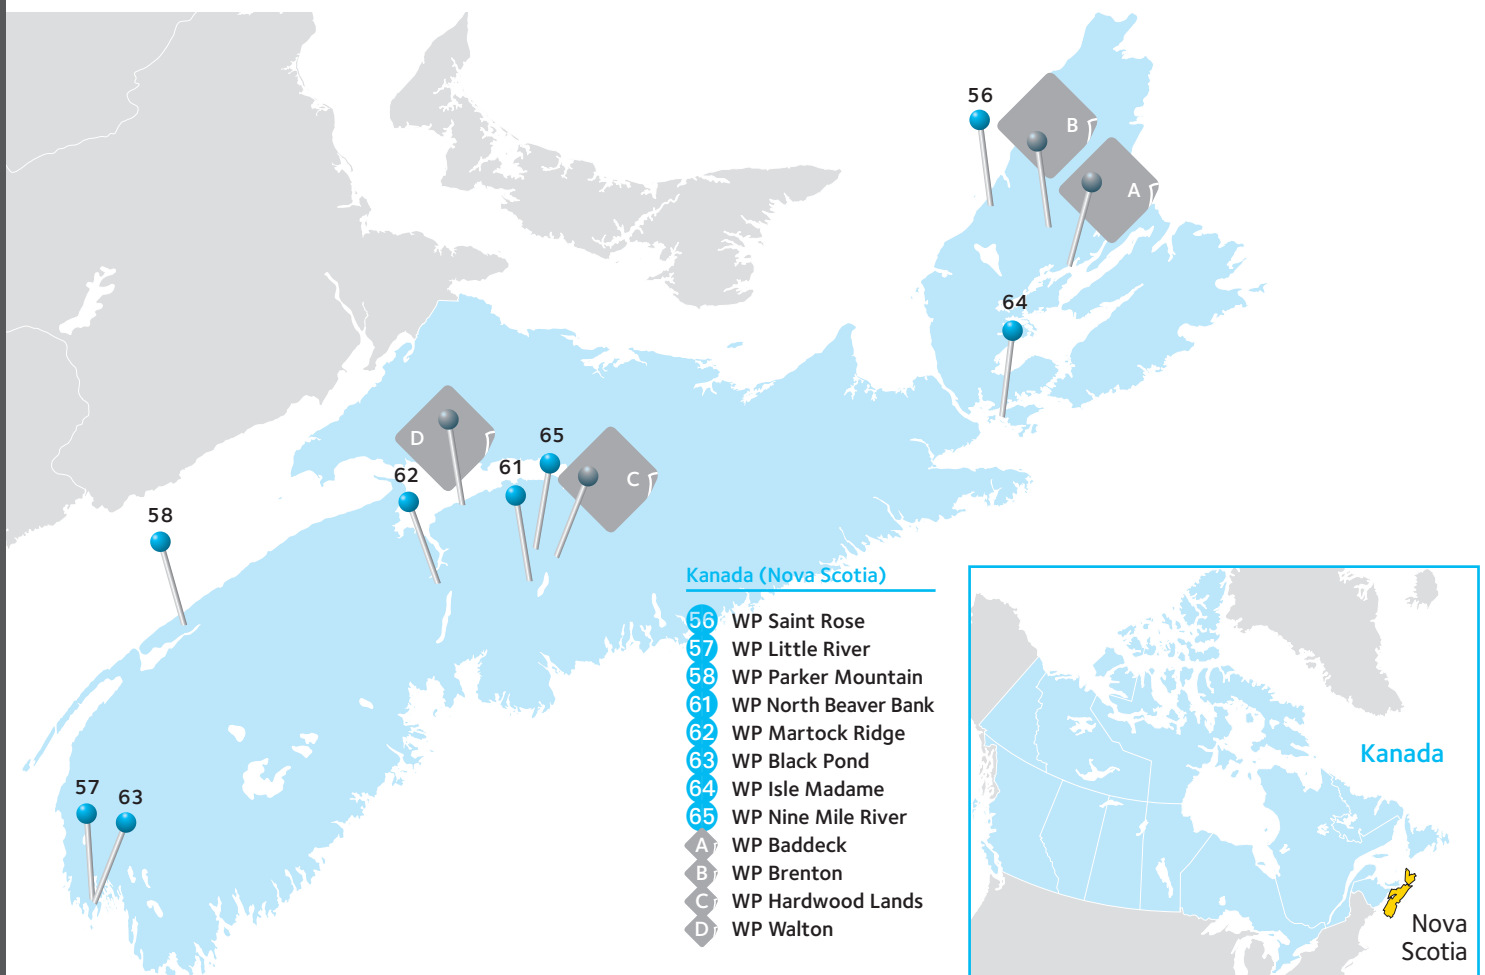 56
B
A
64
D
65
61
62
C
58
57
63
Kanada (Nova Scotia)
56 WP Saint Rose
57 WP Little River
58 WP Parker Mountain
61 WP North Beaver Bank
62 WP Martock Ridge
63 WP Black Pond
64 WP Isle Madame
65 WP Nine Mile River
A WP Baddeck
B WP Brenton
C WP Hardwood Lands
D WP Walton
Kanada
Nova
Scotia